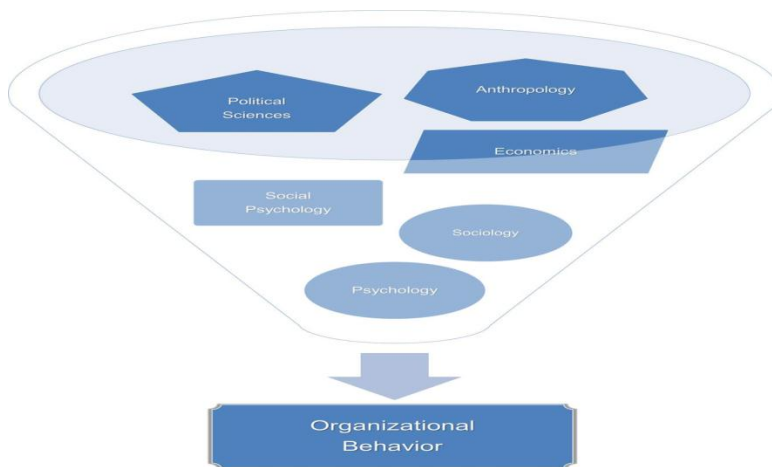 Political
Sciences
Anthropology
Economics
Social
Psychology
Sociology
Psychology
Organizational
Behavior